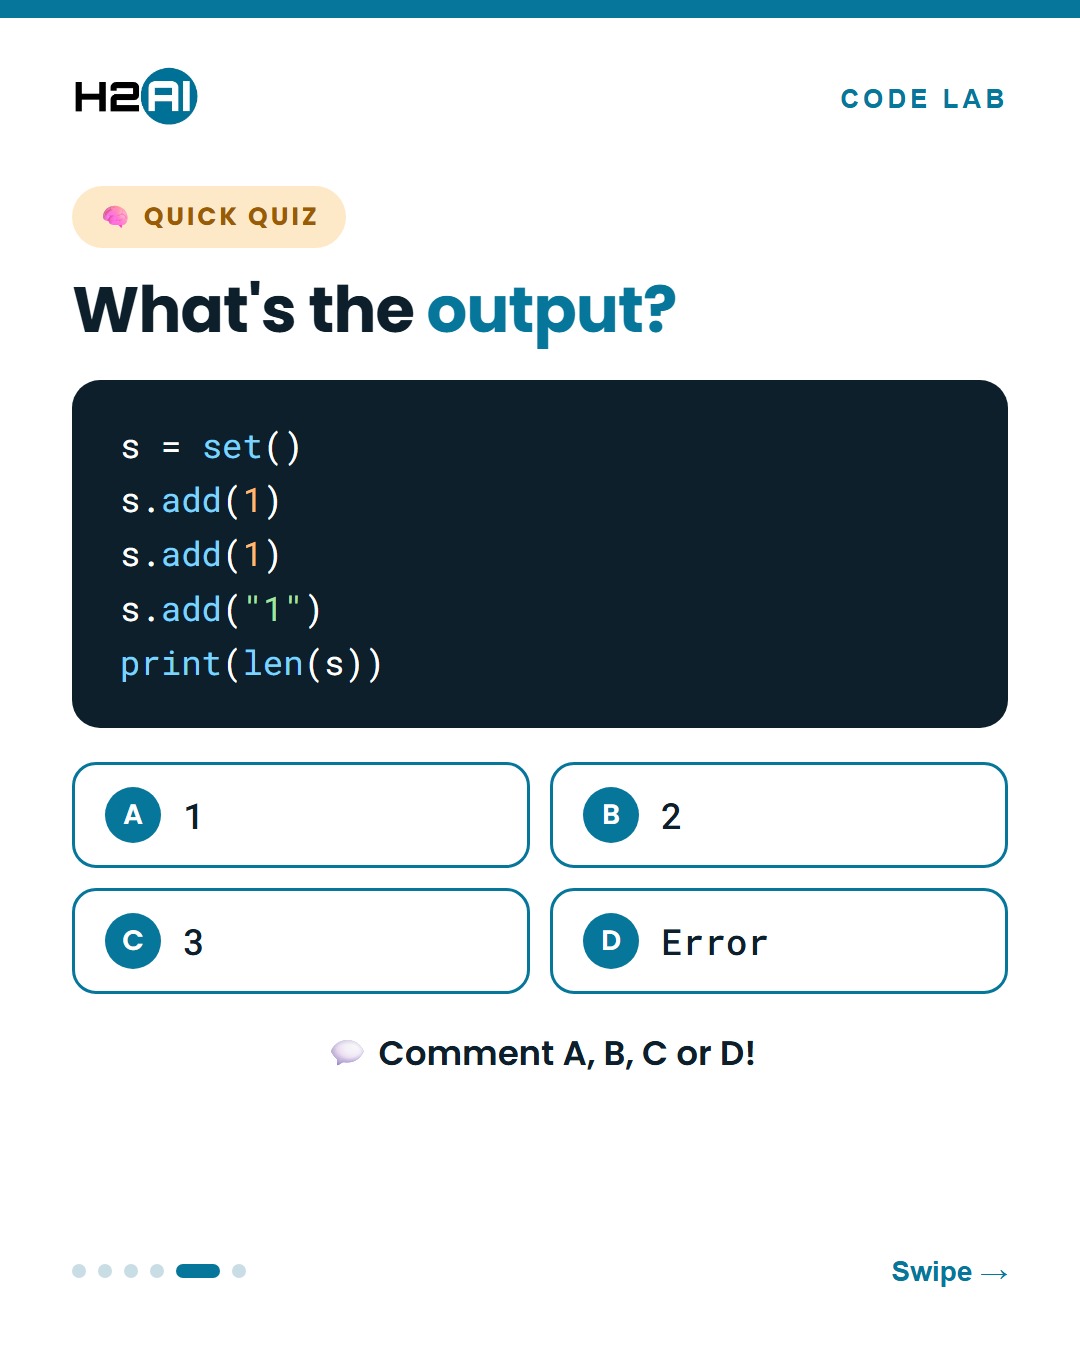 H2AI
CODE LAB
🧠 QUICK QUIZ
What's the output?
s = set()
s.add(1)
s.add(1)
s.add("1")
print(len(s))
A 1
B 2
C 3
D Error
💬 Comment A, B, C or D!
Swipe →